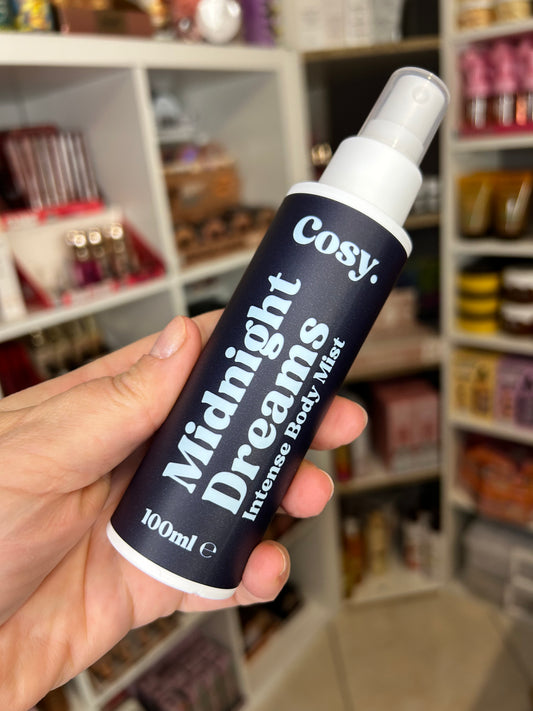 Cosy.
Midnight
Dreams
Intense Body Mist
100ml ℮